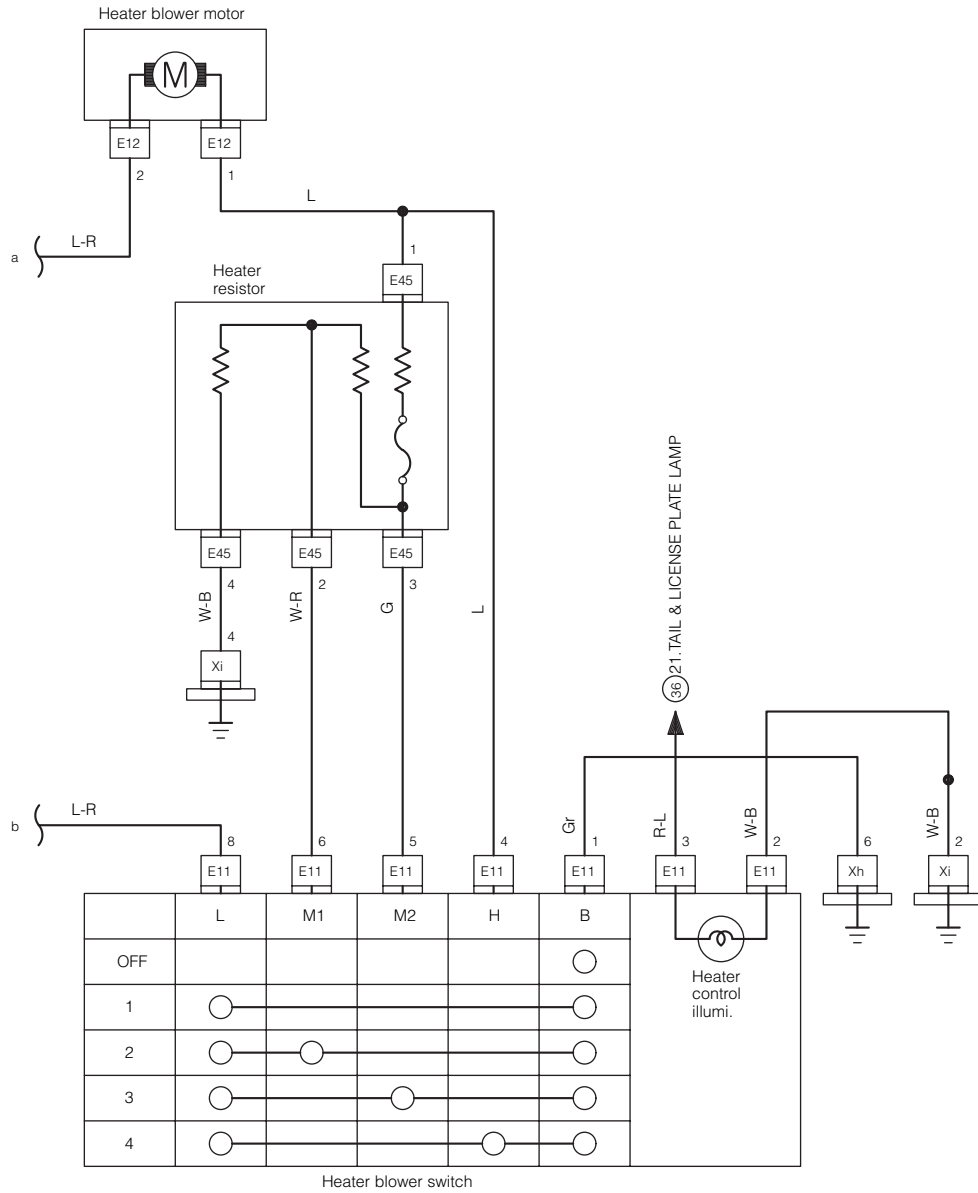 Heater blower motor
M
E12
E12
2
1
L
L-R
a
1
E45
Heater
resistor
E45
E45
E45
4
2
3
W-B
W-R
G
L
4
Xi
36 21.TAIL & LICENSE PLATE LAMP
L-R
b
Gr
R-L
W-B
W-B
8
6
5
4
1
3
2
6
2
E11
E11
E11
E11
E11
E11
E11
Xh
Xi
L
M1
M2
H
B
OFF
1
2
3
4
Heater
control
illumi.
Heater blower switch